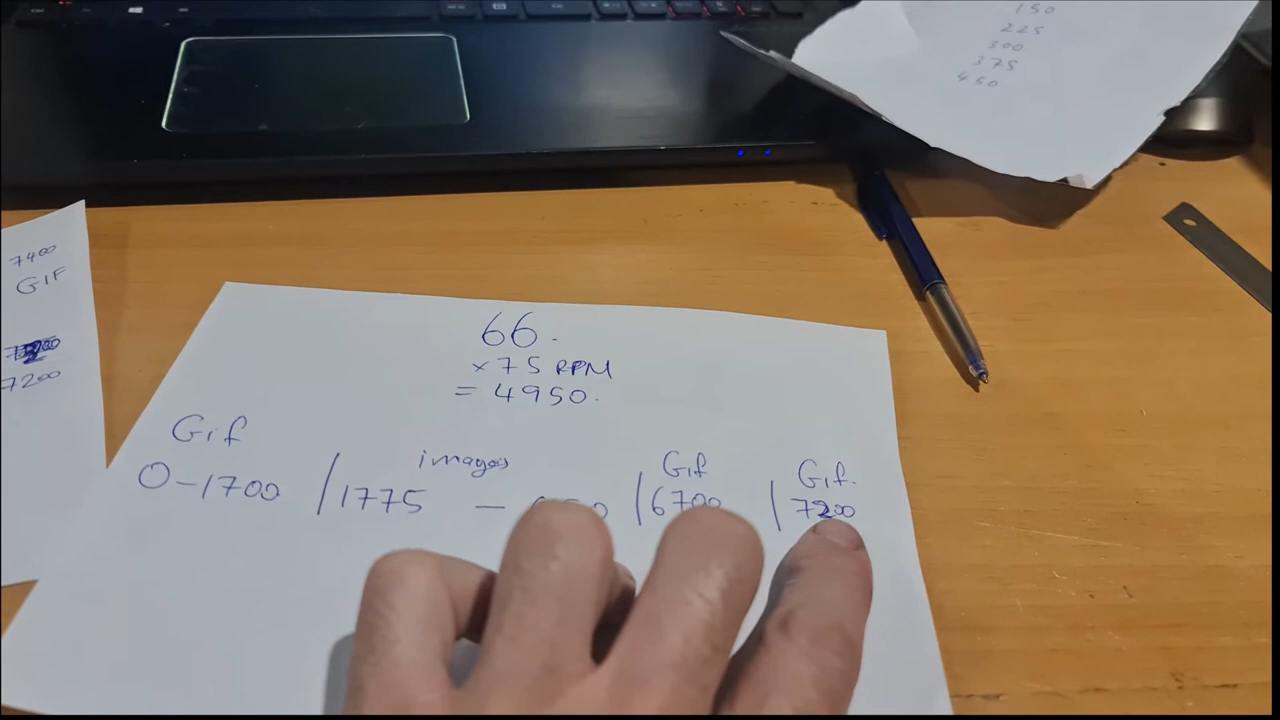 150
225
300
375
450
7400
GIF
7200
66.
×75 RPM
= 4950.
Gif
images
Gif
Gif.
0-1700 /1775 - /6700 /7200